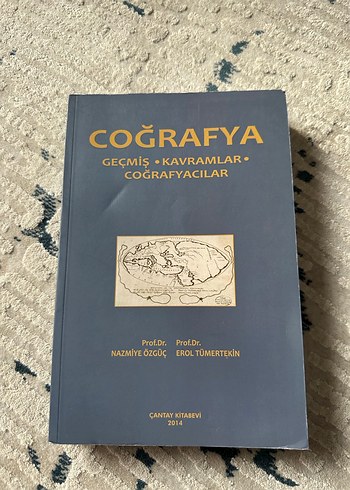 COĞRAFYA
GEÇMİŞ • KAVRAMLAR •
COĞRAFYACILAR
Prof.Dr. Prof.Dr.
NAZMİYE ÖZGÜÇ EROL TÜMERTEKİN
ÇANTAY KİTABEVİ
2014